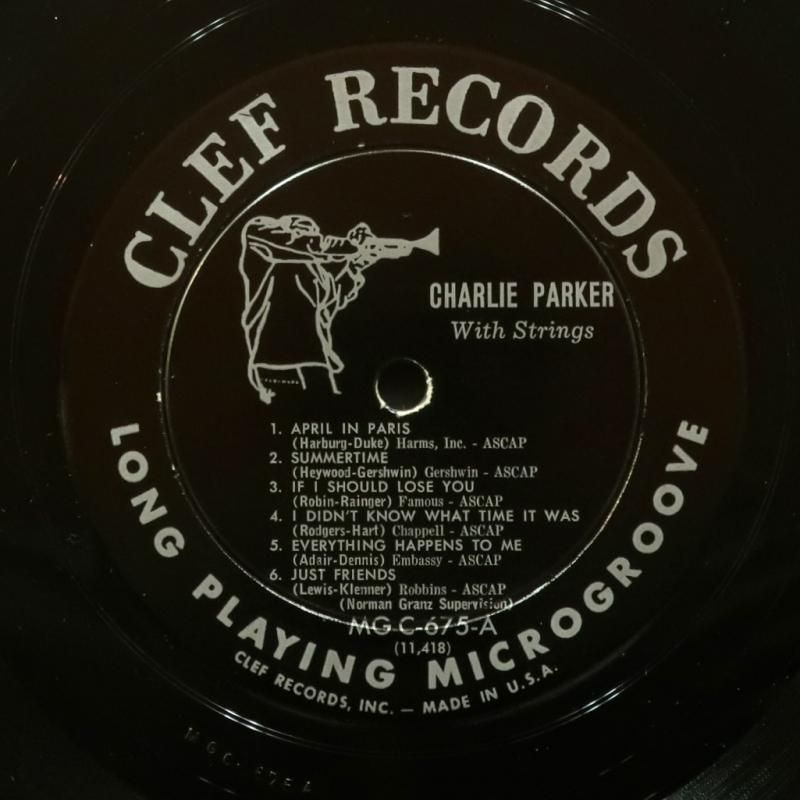 CLEF RECORDS
CHARLIE PARKER
With Strings
1. APRIL IN PARIS
(Harburg-Duke) Harms, Inc. - ASCAP
2. SUMMERTIME
(Heywood-Gershwin) Gershwin - ASCAP
3. IF I SHOULD LOSE YOU
(Robin-Rainger) Famous - ASCAP
4. I DIDN'T KNOW WHAT TIME IT WAS
(Rodgers-Hart) Chappell - ASCAP
5. EVERYTHING HAPPENS TO ME
(Adair-Dennis) Embassy - ASCAP
6. JUST FRIENDS
(Lewis-Klenner) Robbins - ASCAP
(Norman Granz Supervision)
MG C-675-A
(11,418)
LONG PLAYING MICROGROOVE
CLEF RECORDS, INC. — MADE IN U.S.A.
MGC-675A